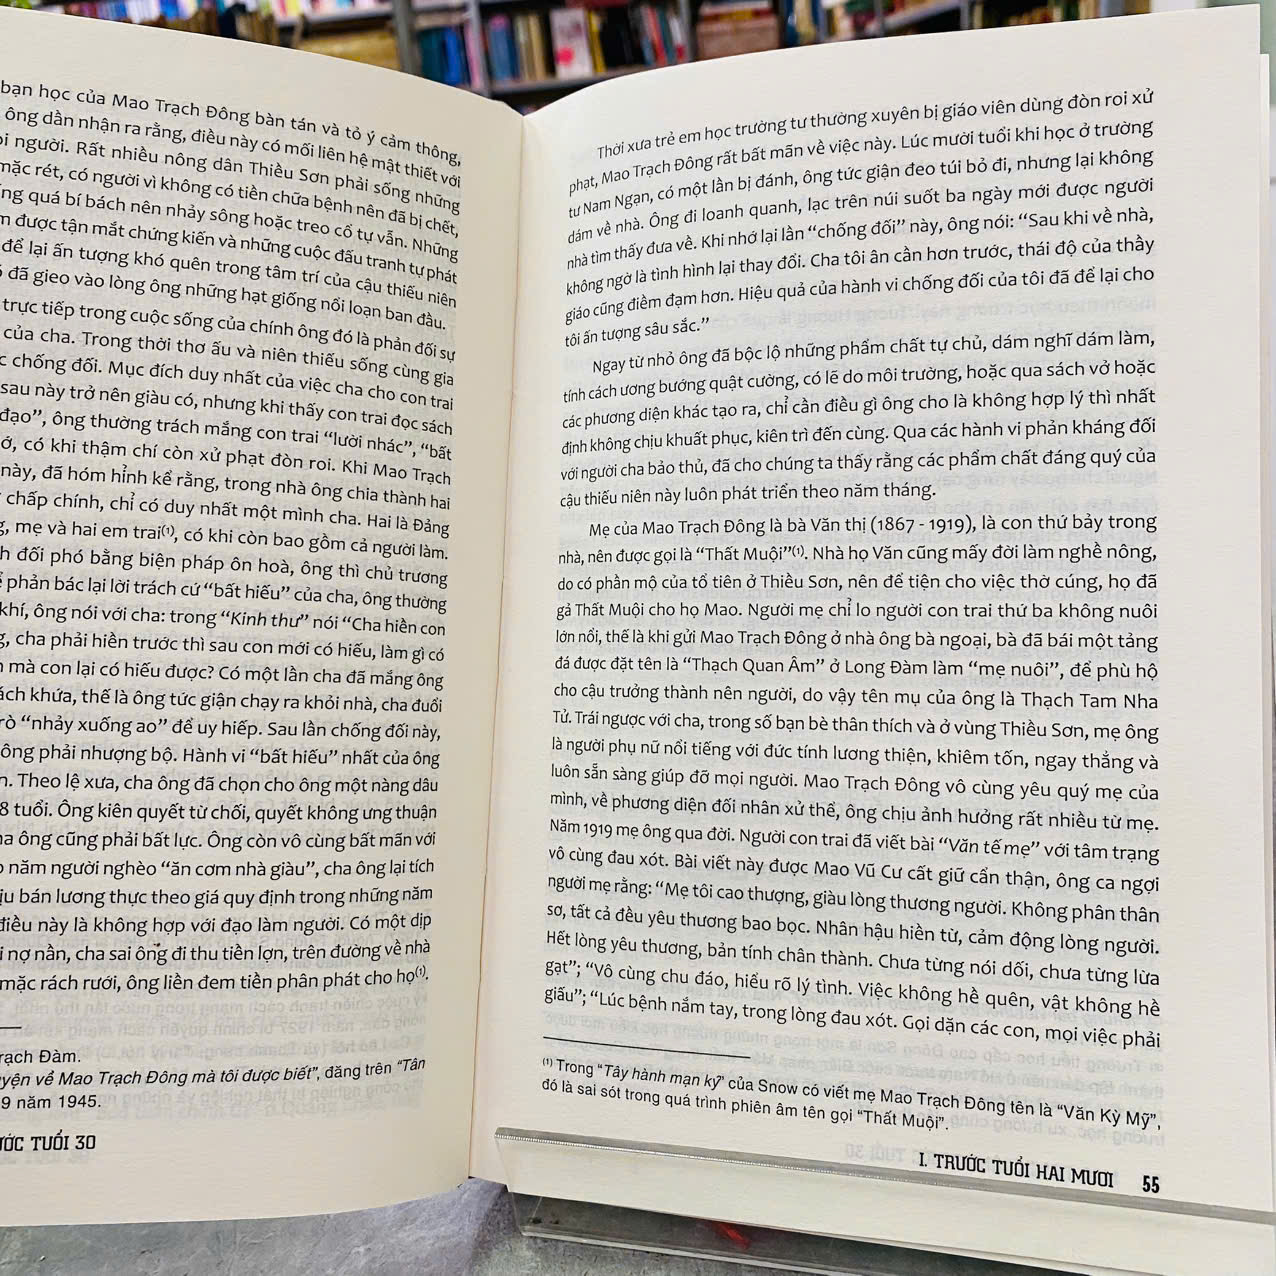 bạn học của Mao Trạch Đông bàn tán và tỏ ý cảm thông,
ông dần nhận ra rằng, điều này có mối liên hệ mật thiết với
người. Rất nhiều nông dân Thiều Sơn phải sống những
mặc rét, có người vì không có tiền chữa bệnh nên đã bị chết,
quá bí bách nên nhảy sông hoặc treo cổ tự vẫn. Những
được tận mắt chứng kiến và những cuộc đấu tranh tự phát
để lại ấn tượng khó quên trong tâm trí của cậu thiếu niên
đã gieo vào lòng ông những hạt giống nổi loạn ban đầu.
trực tiếp trong cuộc sống của chính ông đó là phản đối sự
của cha. Trong thời thơ ấu và niên thiếu sống cùng gia
chống đối. Mục đích duy nhất của việc cha cho con trai
sau này trở nên giàu có, nhưng khi thấy con trai đọc sách
đạo”, ông thường trách mắng con trai “lười nhác”, “bất
có khi thậm chí còn xử phạt đòn roi. Khi Mao Trạch
này, đã hóm hỉnh kể rằng, trong nhà ông chia thành hai
chấp chính, chỉ có duy nhất một mình cha. Hai là Đảng
mẹ và hai em trai(1), có khi còn bao gồm cả người làm.
đối phó bằng biện pháp ôn hoà, ông thì chủ trương
phản bác lại lời trách cứ “bất hiếu” của cha, ông thường
khí, ông nói với cha: trong “Kinh thư” nói “Cha hiền con
cha phải hiền trước thì sau con mới có hiếu, làm gì có
mà con lại có hiếu được? Có một lần cha đã mắng ông
khứa, thế là ông tức giận chạy ra khỏi nhà, cha đuổi
trò “nhảy xuống ao” để uy hiếp. Sau lần chống đối này,
ông phải nhượng bộ. Hành vi “bất hiếu” nhất của ông
Theo lệ xưa, cha ông đã chọn cho ông một nàng dâu
8 tuổi. Ông kiên quyết từ chối, quyết không ưng thuận
ông cũng phải bất lực. Ông còn vô cùng bất mãn với
năm người nghèo “ăn cơm nhà giàu”, cha ông lại tích
bán lương thực theo giá quy định trong những năm
điều này là không hợp với đạo làm người. Có một dịp
nợ nần, cha sai ông đi thu tiền lợn, trên đường về nhà
mặc rách rưới, ông liền đem tiền phân phát cho họ(1).
Đàm.
về Mao Trạch Đông mà tôi được biết”, đăng trên “Tân
9 năm 1945.
TUỔI 30
Thời xưa trẻ em học trường tư thường xuyên bị giáo viên dùng đòn roi xử
phạt, Mao Trạch Đông rất bất mãn về việc này. Lúc mười tuổi khi học ở trường
tư Nam Ngạn, có một lần bị đánh, ông tức giận đeo túi bỏ đi, nhưng lại không
dám về nhà. Ông đi loanh quanh, lạc trên núi suốt ba ngày mới được người
nhà tìm thấy đưa về. Khi nhớ lại lần “chống đối” này, ông nói: “Sau khi về nhà,
không ngờ là tình hình lại thay đổi. Cha tôi ân cần hơn trước, thái độ của thầy
giáo cũng điềm đạm hơn. Hiệu quả của hành vi chống đối của tôi đã để lại cho
tôi ấn tượng sâu sắc.”
Ngay từ nhỏ ông đã bộc lộ những phẩm chất tự chủ, dám nghĩ dám làm,
tính cách ương bướng quật cường, có lẽ do môi trường, hoặc qua sách vở hoặc
các phương diện khác tạo ra, chỉ cần điều gì ông cho là không hợp lý thì nhất
định không chịu khuất phục, kiên trì đến cùng. Qua các hành vi phản kháng đối
với người cha bảo thủ, đã cho chúng ta thấy rằng các phẩm chất đáng quý của
cậu thiếu niên này luôn phát triển theo năm tháng.
Mẹ của Mao Trạch Đông là bà Văn thị (1867 - 1919), là con thứ bảy trong
nhà, nên được gọi là “Thất Muội”(1). Nhà họ Văn cũng mấy đời làm nghề nông,
do có phần mộ của tổ tiên ở Thiều Sơn, nên để tiện cho việc thờ cúng, họ đã
gả Thất Muội cho họ Mao. Người mẹ chỉ lo người con trai thứ ba không nuôi
lớn nổi, thế là khi gửi Mao Trạch Đông ở nhà ông bà ngoại, bà đã bái một tảng
đá được đặt tên là “Thạch Quan Âm” ở Long Đàm làm “mẹ nuôi”, để phù hộ
cho cậu trưởng thành nên người, do vậy tên mụ của ông là Thạch Tam Nha
Tử. Trái ngược với cha, trong số bạn bè thân thích và ở vùng Thiều Sơn, mẹ ông
là người phụ nữ nổi tiếng với đức tính lương thiện, khiêm tốn, ngay thẳng và
luôn sẵn sàng giúp đỡ mọi người. Mao Trạch Đông vô cùng yêu quý mẹ của
mình, về phương diện đối nhân xử thế, ông chịu ảnh hưởng rất nhiều từ mẹ.
Năm 1919 mẹ ông qua đời. Người con trai đã viết bài “Văn tế mẹ” với tâm trạng
vô cùng đau xót. Bài viết này được Mao Vũ Cư cất giữ cẩn thận, ông ca ngợi
người mẹ rằng: “Mẹ tôi cao thượng, giàu lòng thương người. Không phân thân
sơ, tất cả đều yêu thương bao bọc. Nhân hậu hiền từ, cảm động lòng người.
Hết lòng yêu thương, bản tính chân thành. Chưa từng nói dối, chưa từng lừa
gạt”; “Vô cùng chu đáo, hiểu rõ lý tình. Việc không hề quên, vật không hề
giấu”; “Lúc bệnh nắm tay, trong lòng đau xót. Gọi dặn các con, mọi việc phải
(1) Trong “Tây hành mạn ký” của Snow có viết mẹ Mao Trạch Đông tên là “Văn Kỳ Mỹ”,
đó là sai sót trong quá trình phiên âm tên gọi “Thất Muội”.
I. TRƯỚC TUỔI HAI MƯƠI 55